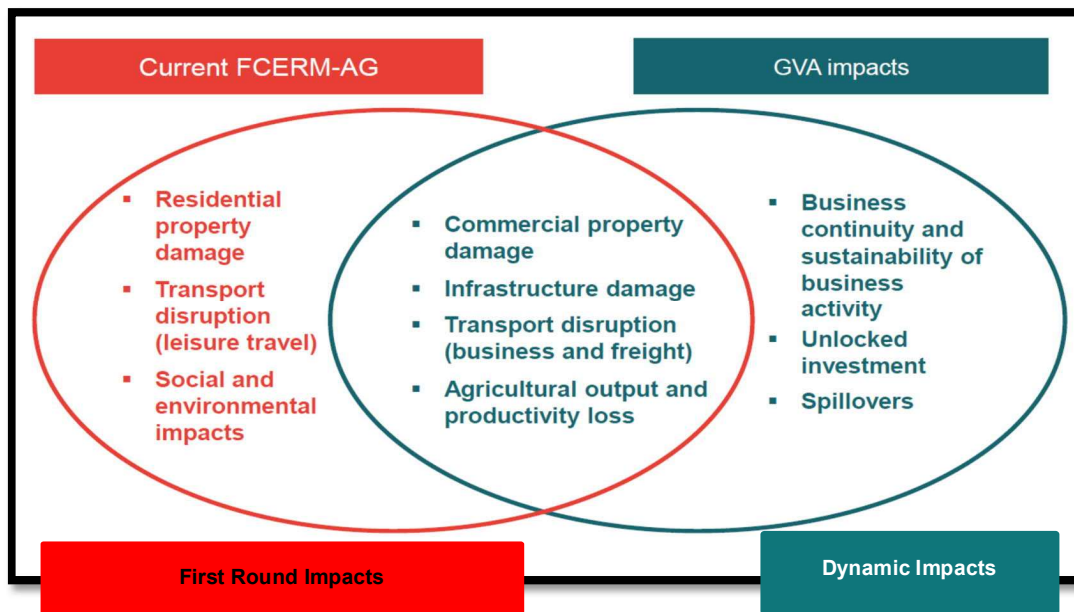 Current FCERM-AG
GVA impacts
▪ Residential
property
damage
▪ Transport
disruption
(leisure travel)
▪ Social and
environmental
impacts
▪ Commercial property
damage
▪ Infrastructure damage
▪ Transport disruption
(business and freight)
▪ Agricultural output and
productivity loss
▪ Business
continuity and
sustainability of
business
activity
▪ Unlocked
investment
▪ Spillovers
First Round Impacts
Dynamic Impacts